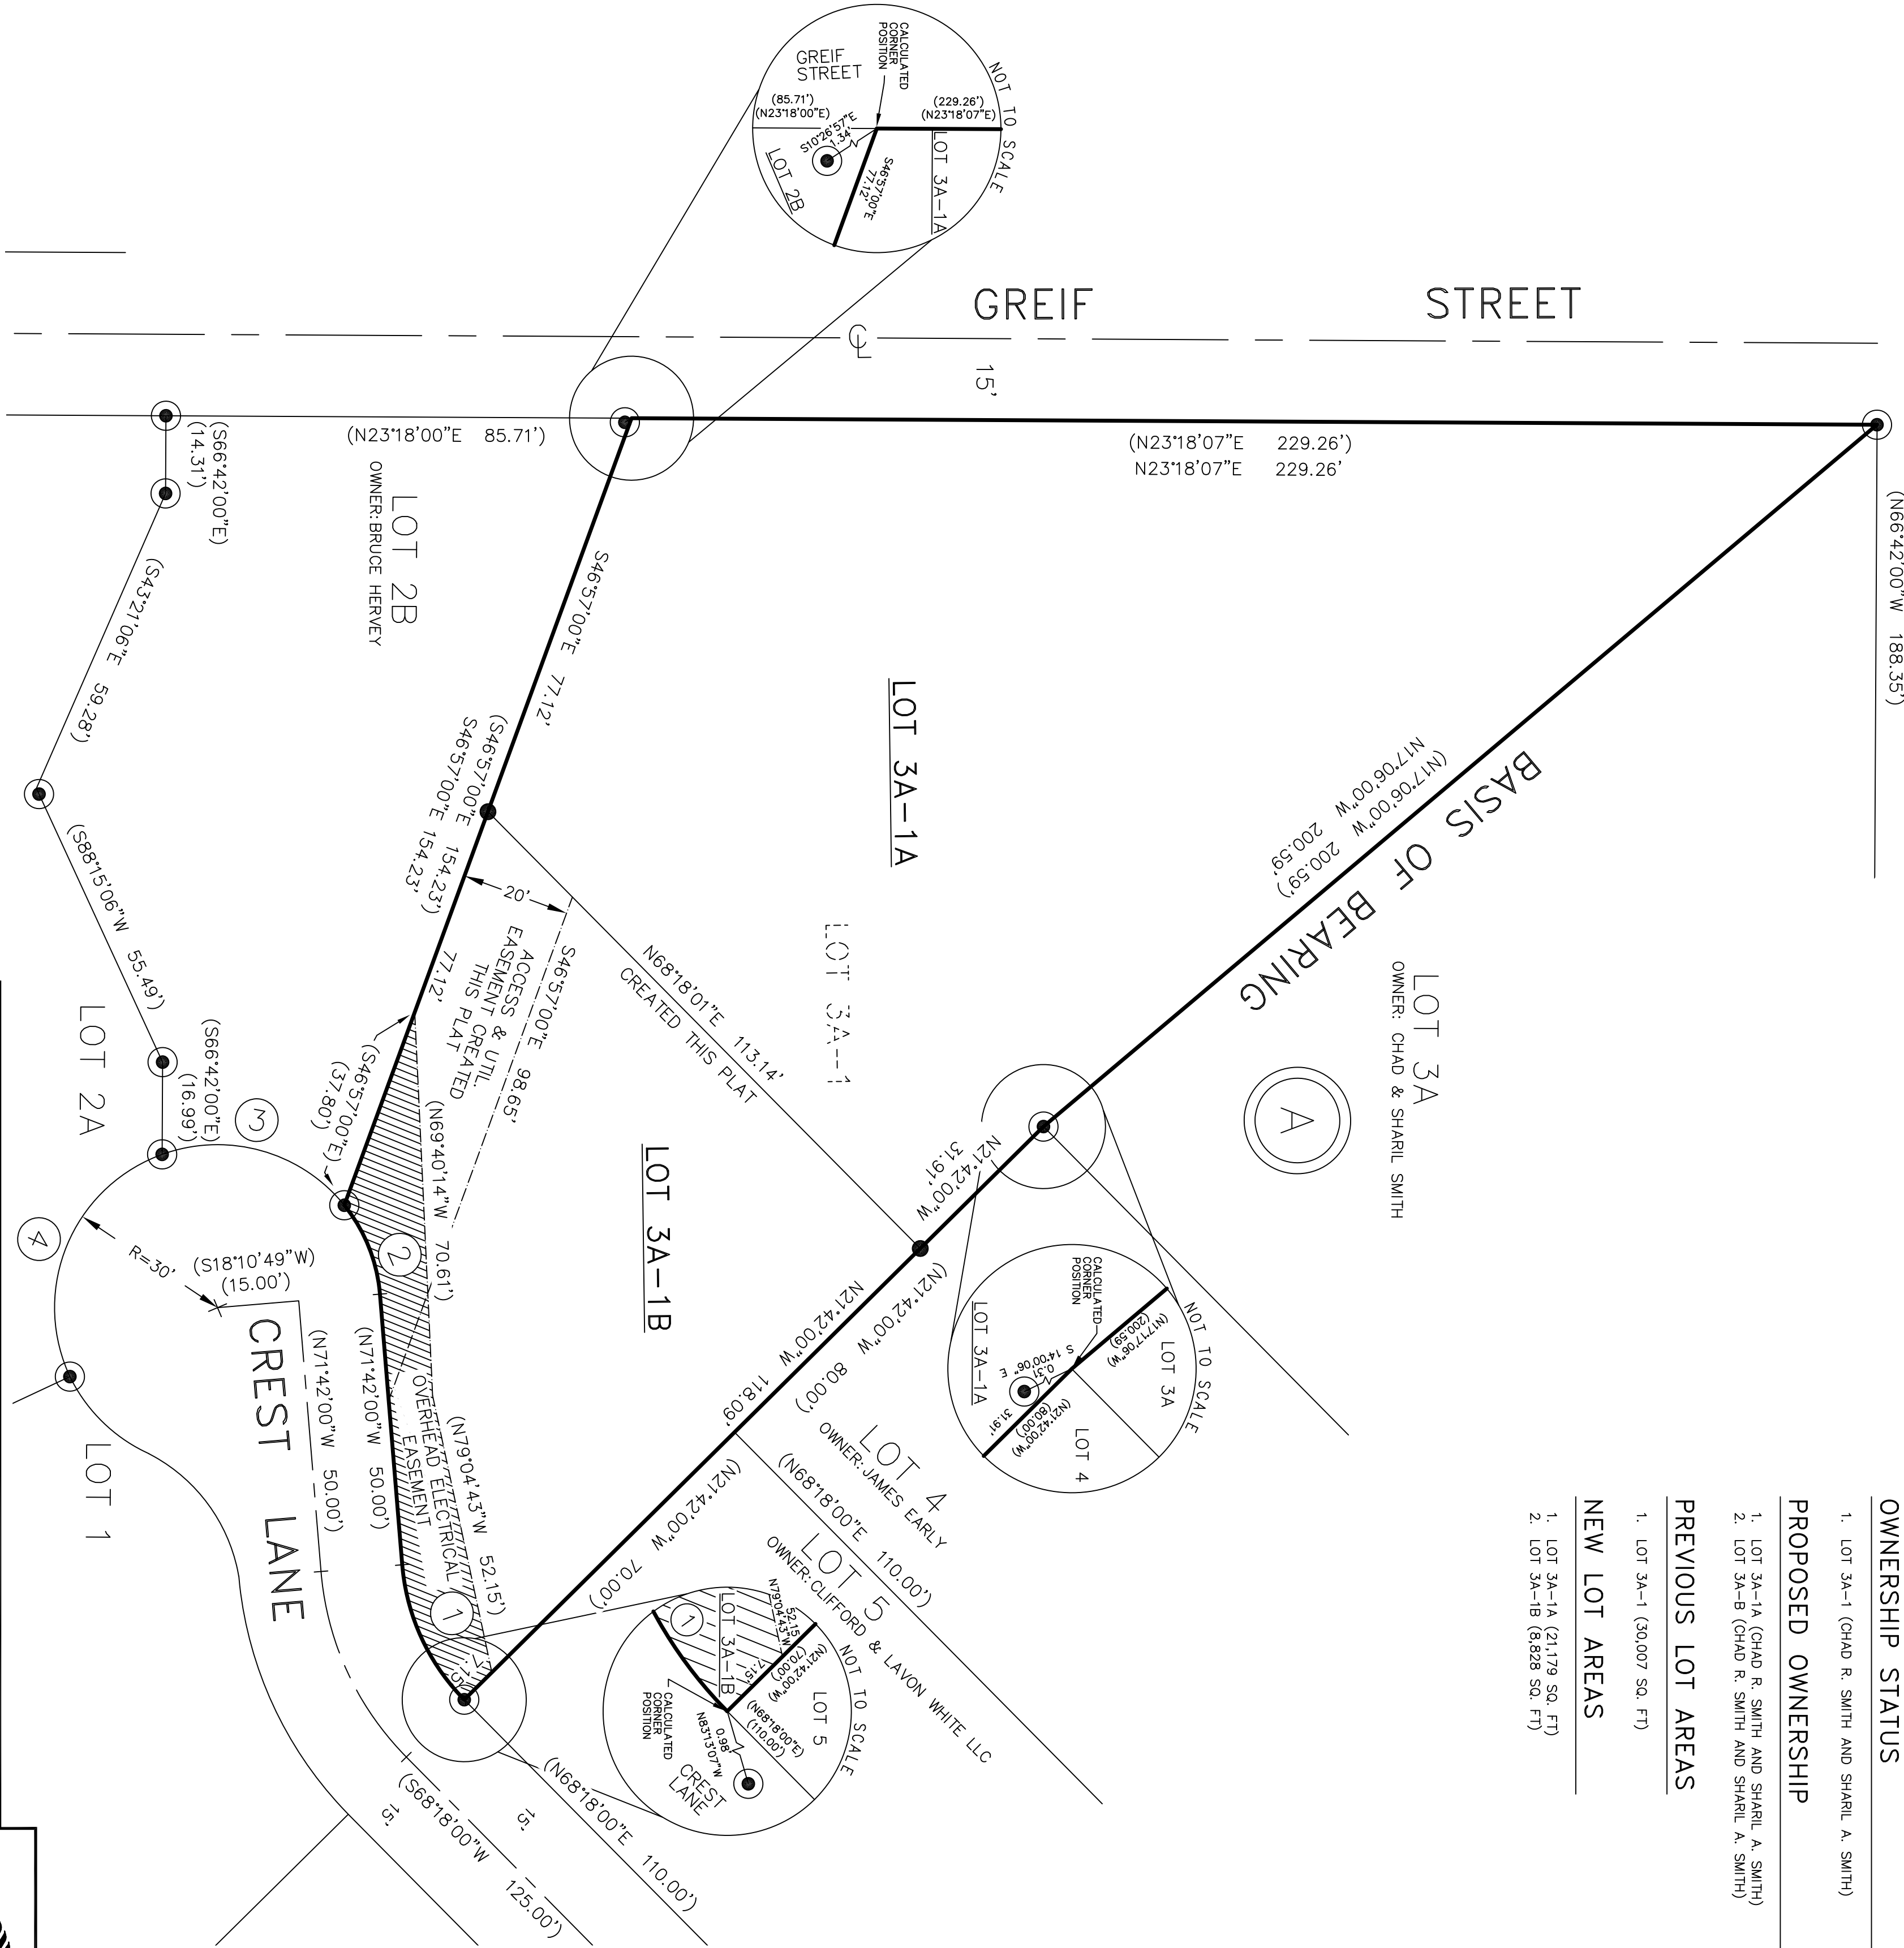 OWNERSHIP STATUS
1. LOT 3A-1 (CHAD R. SMITH AND SHARIL A. SMITH)
PROPOSED OWNERSHIP
1. LOT 3A-1A (CHAD R. SMITH AND SHARIL A. SMITH)
2. LOT 3A-B (CHAD R. SMITH AND SHARIL A. SMITH)
PREVIOUS LOT AREAS
1. LOT 3A-1 (30,007 SQ. FT)
NEW LOT AREAS
1. LOT 3A-1A (21,179 SQ. FT)
2. LOT 3A-1B (8,828 SQ. FT)
NOT TO SCALE
CALCULATED
CORNER
POSITION
GREIF
STREET
(85.71')
(N23°18'00"E)
(229.26')
(N23°18'07"E)
S10°26'57"E
1.34'
S46°57'00"E
77.12'
LOT 3A-1A
LOT 2B
GREIF STREET
CL
15'
(N23°18'00"E 85.71')
(N23°18'07"E 229.26')
N23°18'07"E 229.26'
(N66°42'00"W 188.35')
(S66°42'00"E)
(14.31')
(S43°21'06"E 59.28')
LOT 2B
OWNER: BRUCE HERVEY
S46°57'00"E 77.12'
(S46°57'00"E 154.23')
S46°57'00"E 154.23'
LOT 3A-1A
LOT 3A-1
N17°06'00"W 200.59'
(N17°06'00"W 200.59')
BASIS OF BEARING
LOT 3A
OWNER: CHAD & SHARIL SMITH
A
20'
77.12'
ACCESS & UTIL.
EASEMENT CREATED
THIS PLAT
S46°57'00"E 98.65'
N68°18'01"E 113.14'
CREATED THIS PLAT
(S88°15'06"W 55.49')
LOT 2A
(S66°42'00"E)
(16.99')
3
(S46°57'00"E)
(37.80')
(N69°40'14"W 70.61')
LOT 3A-1B
N21°42'00"W
31.91'
NOT TO SCALE
CALCULATED
CORNER
POSITION
LOT 3A-1A
LOT 3A
LOT 4
(N17°17'06"W)
(200.59)
S 14°00'06" E
0.31'
31.91'
(N21°42'00"W)
(80.00')
(N21°42'00"W 80.00')
N21°42'00"W 118.09'
2
4
R=30'
(S18°10'49"W)
(15.00')
CREST LANE
(N71°42'00"W 50.00')
(N71°42'00"W 50.00')
OVERHEAD ELECTRICAL
EASEMENT
(N79°04'43"W 52.15')
1
LOT 1
LOT 4
OWNER: JAMES EARLY
(N68°18'00"E 110.00')
(N21°42'00"W 70.00')
LOT 5
OWNER: CLIFFORD & LAVON WHITE LLC
7.15'
NOT TO SCALE
1
LOT 3A-1B
52.15
N79°04'43"W
(N21°42'00"W)
(70.00')
7.15'
LOT 5
(N68°18'00"E)
(110.00')
CALCULATED
CORNER
POSITION
0.98'
N83°13'07"W
CREST
LANE
(N68°18'00"E 110.00')
15'
15'
(S68°18'00"W 125.00')